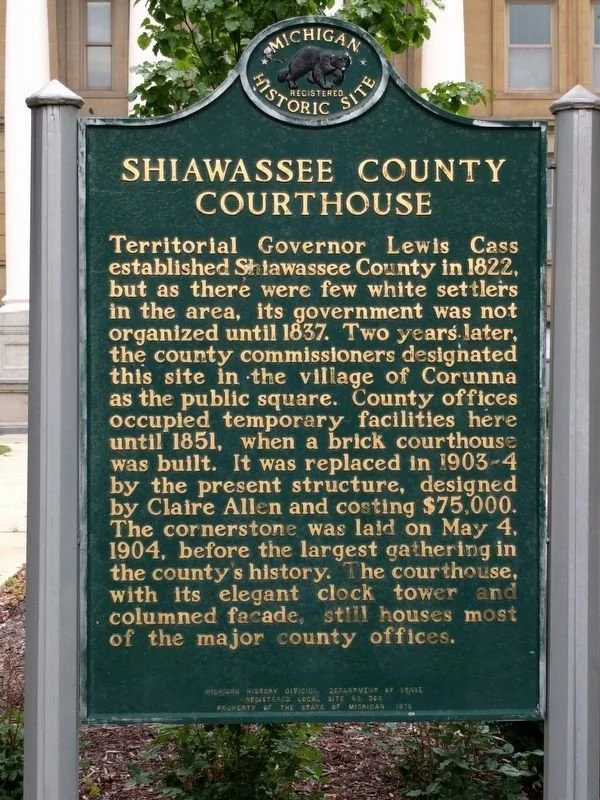 MICHIGAN
REGISTERED
HISTORIC SITE
SHIAWASSEE COUNTY
COURTHOUSE
Territorial Governor Lewis Cass
established Shiawassee County in 1822,
but as there were few white settlers
in the area, its government was not
organized until 1837. Two years later,
the county commissioners designated
this site in the village of Corunna
as the public square. County offices
occupied temporary facilities here
until 1851, when a brick courthouse
was built. It was replaced in 1903-4
by the present structure, designed
by Claire Allen and costing $75,000.
The cornerstone was laid on May 4,
1904, before the largest gathering in
the county's history. The courthouse,
with its elegant clock tower and
columned facade, still houses most
of the major county offices.
MICHIGAN HISTORY DIVISION, DEPARTMENT OF STATE
REGISTERED LOCAL SITE NO.
PROPERTY OF THE STATE OF MICHIGAN